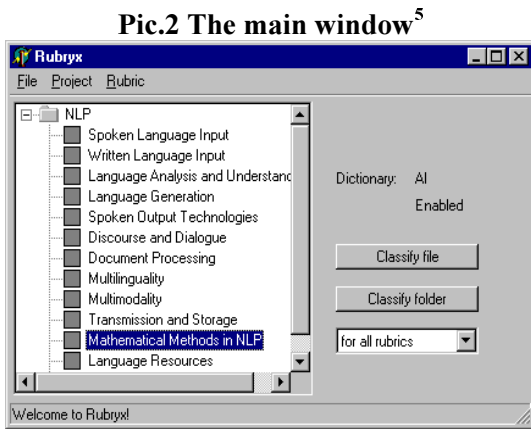 Pic.2 The main window5
Rubryx
File Project Rubric
NLP
Spoken Language Input
Written Language Input
Language Analysis and Understanc
Language Generation
Spoken Output Technologies
Discourse and Dialogue
Document Processing
Multilinguality
Multimodality
Transmission and Storage
Mathematical Methods in NLP
Language Resources
Dictionary: AI
Enabled
Classify file
Classify folder
for all rubrics
Welcome to Rubryx!